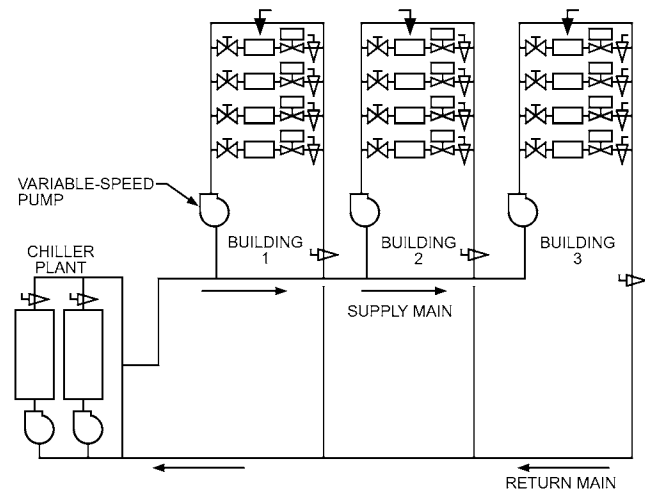 VARIABLE-SPEED
PUMP
CHILLER
PLANT
BUILDING
1
BUILDING
2
BUILDING
3
SUPPLY MAIN
RETURN MAIN